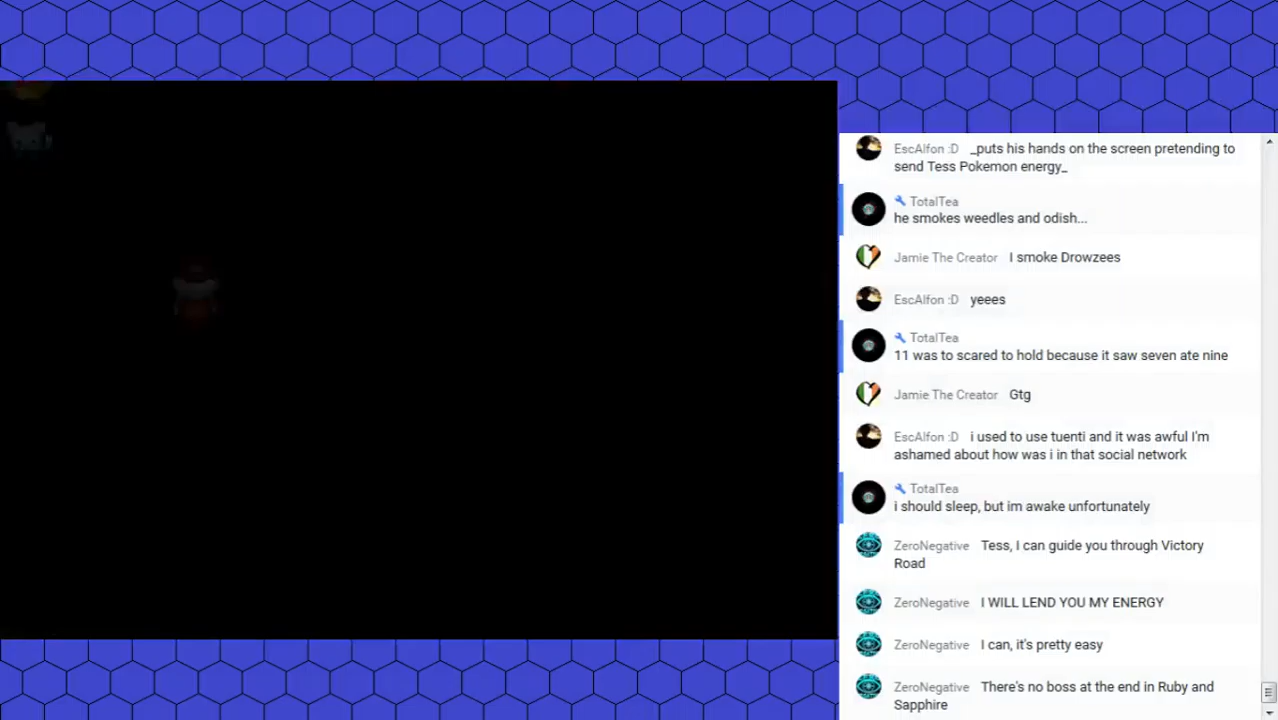 EscAlfon :D _puts his hands on the screen pretending to
send Tess Pokemon energy_
TotalTea
he smokes weedles and odish...
Jamie The Creator I smoke Drowzees
EscAlfon :D yeees
TotalTea
11 was to scared to hold because it saw seven ate nine
Jamie The Creator Gtg
EscAlfon :D i used to use tuenti and it was awful I'm
ashamed about how was i in that social network
TotalTea
i should sleep, but im awake unfortunately
ZeroNegative Tess, I can guide you through Victory
Road
ZeroNegative I WILL LEND YOU MY ENERGY
ZeroNegative I can, it's pretty easy
ZeroNegative There's no boss at the end in Ruby and
Sapphire